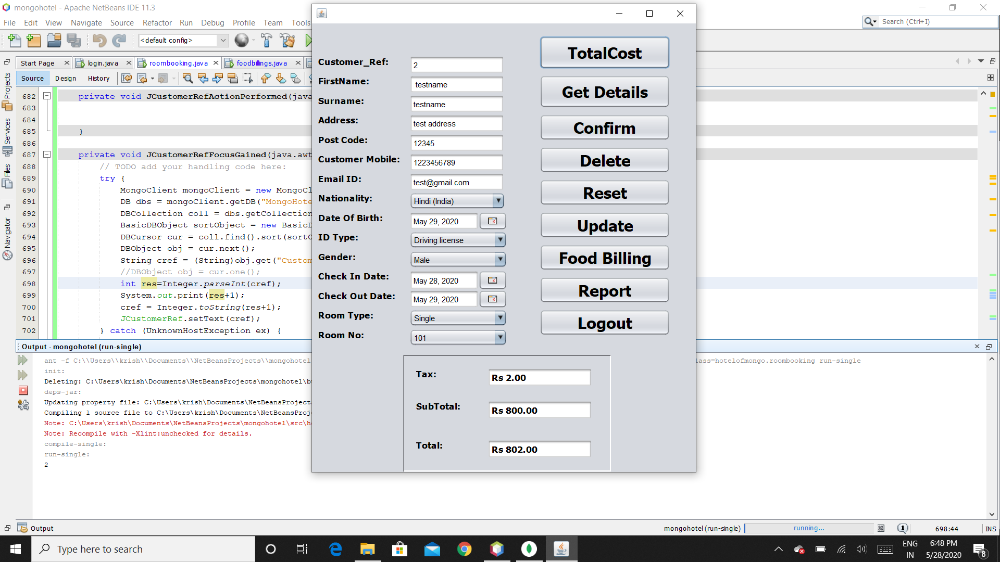 mongohotel - Apache NetBeans IDE 11.3
File Edit View Navigate Source Refactor Run Debug Profile Team Tools
Search (Ctrl+I)
<default config>
Start Page login.java roombooking.java foodbillings.java
Source Design History
Projects
Services
Files
Navigator
682 private void JCustomerRefActionPerformed(java
683
684
685 }
686
687 private void JCustomerRefFocusGained(java.awt
688 // TODO add your handling code here:
689 try {
690 MongoClient mongoClient = new MongoCl
691 DB dbs = mongoClient.getDB("MongoHote
692 DBCollection coll = dbs.getCollection
693 BasicDBObject sortObject = new BasicD
694 DBCursor cur = coll.find().sort(sortO
695 DBObject obj = cur.next();
696 String cref = (String)obj.get("Custom
697 //DBObject obj = cur.one();
698 int res=Integer.parseInt(cref);
699 System.out.print(res+1);
700 cref = Integer.toString(res+1);
701 JCustomerRef.setText(cref);
702 } catch (UnknownHostException ex) {
Customer_Ref: 2
FirstName: testname
Surname: testname
Address: test address
Post Code: 12345
Customer Mobile: 1223456789
Email ID: test@gmail.com
Nationality: Hindi (India)
Date Of Birth: May 29, 2020
ID Type: Driving license
Gender: Male
Check In Date: May 28, 2020
Check Out Date: May 29, 2020
Room Type: Single
Room No: 101
TotalCost
Get Details
Confirm
Delete
Reset
Update
Food Billing
Report
Logout
Tax: Rs 2.00
SubTotal: Rs 800.00
Total: Rs 802.00
Output - mongohotel (run-single)
ant -f C:\\Users\\krish\\Documents\\NetBeansProjects\\mongohotel lass=hotelofmongo.roombooking run-single
init:
Deleting: C:\Users\krish\Documents\NetBeansProjects\mongohotel\bu
deps-jar:
Updating property file: C:\Users\krish\Documents\NetBeansProjects
Compiling 1 source file to C:\Users\krish\Documents\NetBeansProj
Note: C:\Users\krish\Documents\NetBeansProjects\mongohotel\src\ho
Note: Recompile with -Xlint:unchecked for details.
compile-single:
run-single:
2
Output
mongohotel (run-single) running... 1 698:44 INS
Type here to search
ENG
IN
6:48 PM
5/28/2020
8